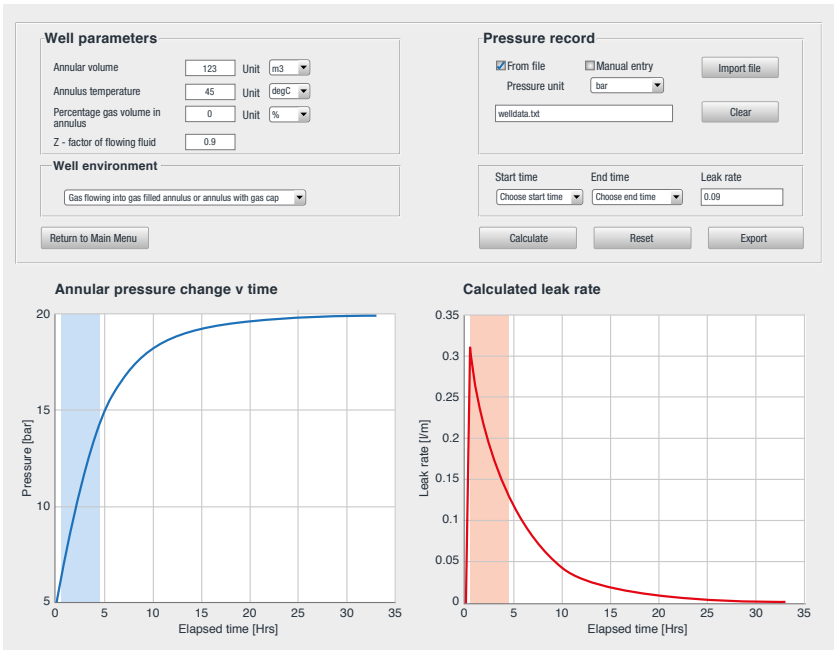 Well parameters
Annular volume 123 Unit m3
Annulus temperature 45 Unit degC
Percentage gas volume in
annulus 0 Unit %
Z - factor of flowing fluid 0.9
Well environment
Gas flowing into gas filled annulus or annulus with gas cap
Return to Main Menu
Pressure record
From file Manual entry Import file
Pressure unit bar
welldata.txt Clear
Start time End time Leak rate
Choose start time Choose end time 0.09
Calculate Reset Export
Annular pressure change v time
20
15
10
5
Pressure [bar]
0 5 10 15 20 25 30 35
Elapsed time [Hrs]
Calculated leak rate
0.35
0.3
0.25
0.2
0.15
0.1
0.05
0
Leak rate [l/m]
0 5 10 15 20 25 30 35
Elapsed time [Hrs]